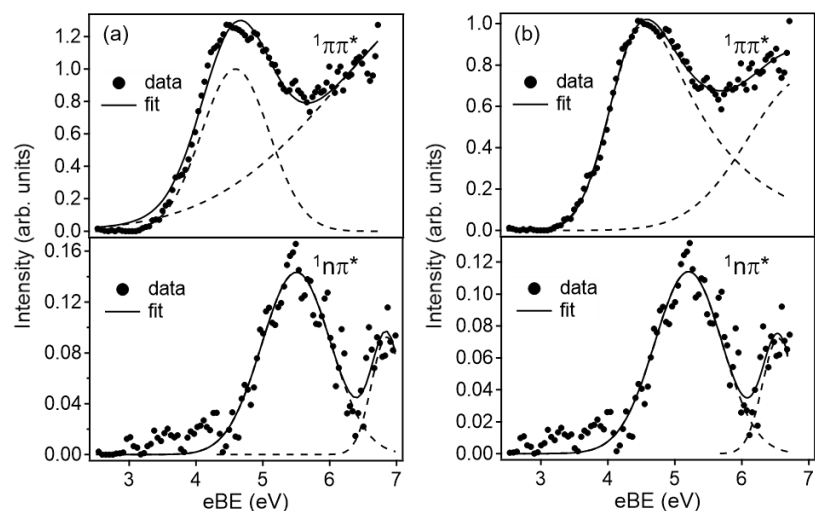 (a)
¹ππ*
data
fit
1.2
1.0
0.8
0.6
0.4
0.2
0.0
Intensity (arb. units)
0.16
0.12
0.08
0.04
0.00
¹nπ*
data
fit
3 4 5 6 7
eBE (eV)
(b)
¹ππ*
data
fit
1.0
0.8
0.6
0.4
0.2
0.0
Intensity (arb. units)
0.12
0.10
0.08
0.06
0.04
0.02
0.00
¹nπ*
data
fit
3 4 5 6 7
eBE (eV)